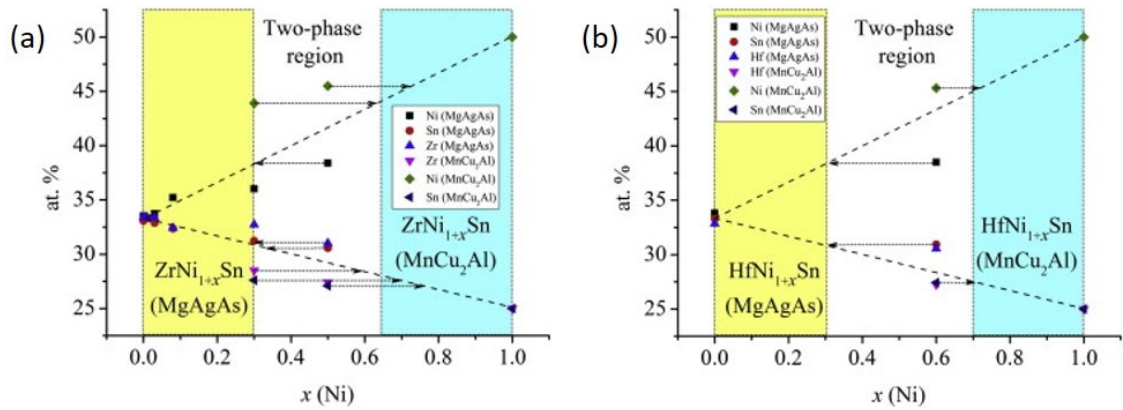 (a)
Two-phase
region
Ni (MgAgAs)
Sn (MgAgAs)
Zr (MgAgAs)
Zr (MnCu₂Al)
Ni (MnCu₂Al)
Sn (MnCu₂Al)
ZrNi₁₊ₓSn
(MgAgAs)
ZrNi₁₊ₓSn
(MnCu₂Al)
at. %
50
45
40
35
30
25
0.0 0.2 0.4 0.6 0.8 1.0
x (Ni)
(b)
Two-phase
region
Ni (MgAgAs)
Sn (MgAgAs)
Hf (MgAgAs)
Hf (MnCu₂Al)
Ni (MnCu₂Al)
Sn (MnCu₂Al)
HfNi₁₊ₓSn
(MgAgAs)
HfNi₁₊ₓSn
(MnCu₂Al)
at. %
50
45
40
35
30
25
0.0 0.2 0.4 0.6 0.8 1.0
x (Ni)